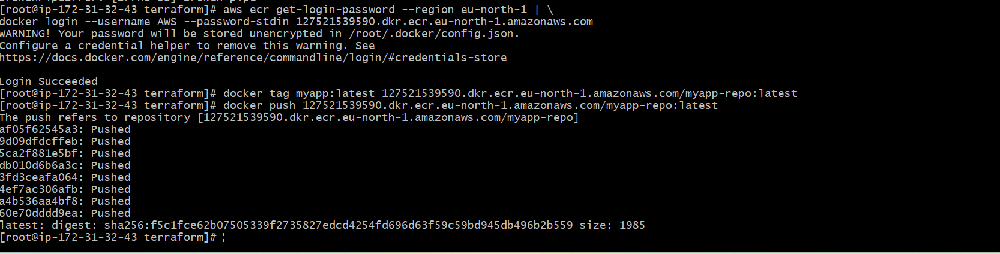 [root@ip-172-31-32-43 terraform]# aws ecr get-login-password --region eu-north-1 | \
docker login --username AWS --password-stdin 127521539590.dkr.ecr.eu-north-1.amazonaws.com
WARNING! Your password will be stored unencrypted in /root/.docker/config.json.
Configure a credential helper to remove this warning. See
https://docs.docker.com/engine/reference/commandline/login/#credentials-store
Login Succeeded
[root@ip-172-31-32-43 terraform]# docker tag myapp:latest 127521539590.dkr.ecr.eu-north-1.amazonaws.com/myapp-repo:latest
[root@ip-172-31-32-43 terraform]# docker push 127521539590.dkr.ecr.eu-north-1.amazonaws.com/myapp-repo:latest
The push refers to repository [127521539590.dkr.ecr.eu-north-1.amazonaws.com/myapp-repo]
af05f62545a3: Pushed
9d09dfdcffeb: Pushed
5ca2f881e5bf: Pushed
db010d6b6a3c: Pushed
3fd3ceafa064: Pushed
4ef7ac306afb: Pushed
a4b536aa4bf8: Pushed
60e70dddd9ea: Pushed
latest: digest: sha256:f5c1fce62b07505339f2735827edcd4254fd696d63f59c59bd945db496b2b559 size: 1985
[root@ip-172-31-32-43 terraform]#